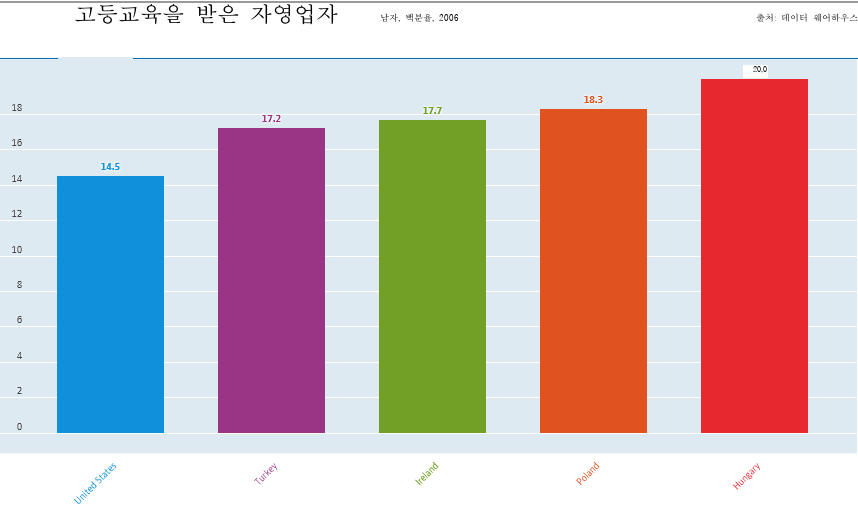 고등교육을 받은 자영업자
남자, 백분율, 2006
출처: 데이터 웨어하우스
20.0
18.3
17.7
17.2
14.5
18
16
14
12
10
8
6
4
2
0
United States
Turkey
Ireland
Poland
Hungary